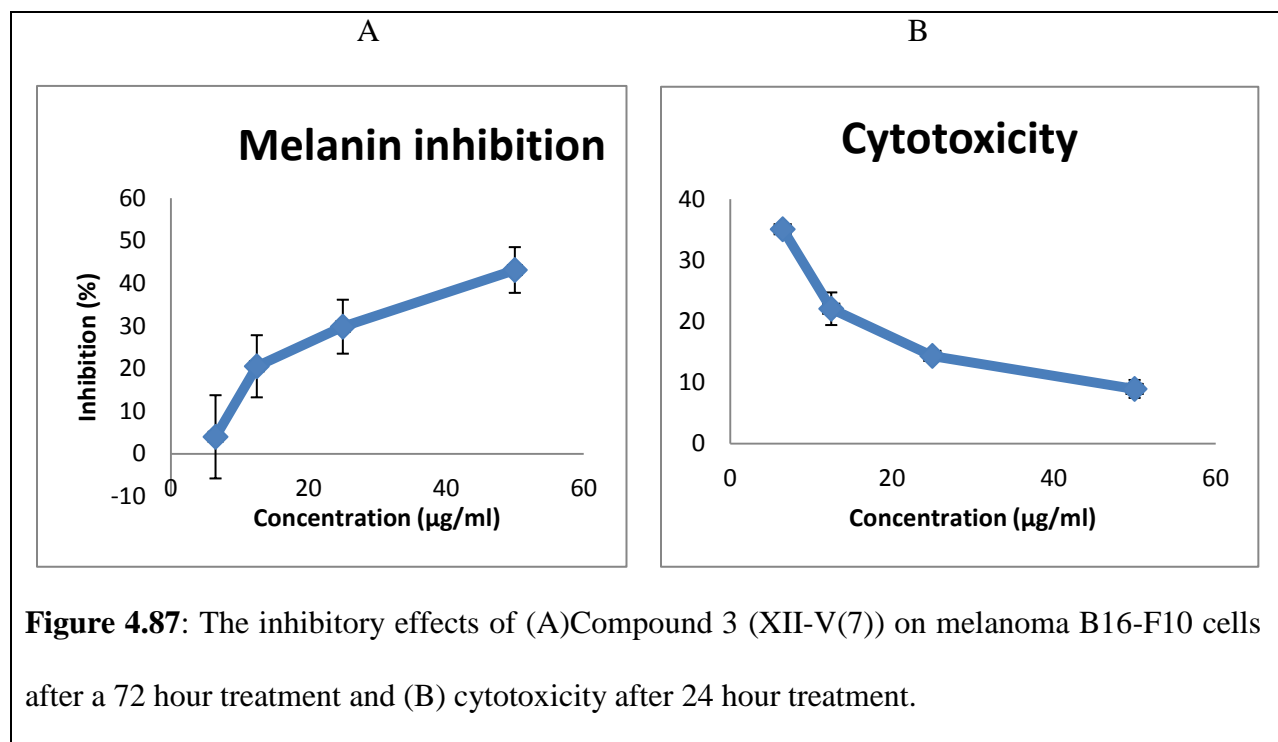 A
B
Melanin inhibition
60
50
40
30
20
10
0
-10
Inhibition (%)
0 20 40 60
Concentration (µg/ml)
Cytotoxicity
40
30
20
10
0
0 20 40 60
Concentration (µg/ml)
Figure 4.87: The inhibitory effects of (A)Compound 3 (XII-V(7)) on melanoma B16-F10 cells
after a 72 hour treatment and (B) cytotoxicity after 24 hour treatment.